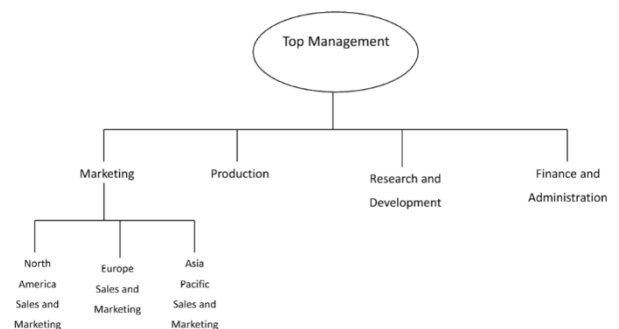 Top Management
Marketing
Production
Research and
Development
Finance and
Administration
North
America
Sales and
Marketing
Europe
Sales and
Marketing
Asia
Pacific
Sales and
Marketing